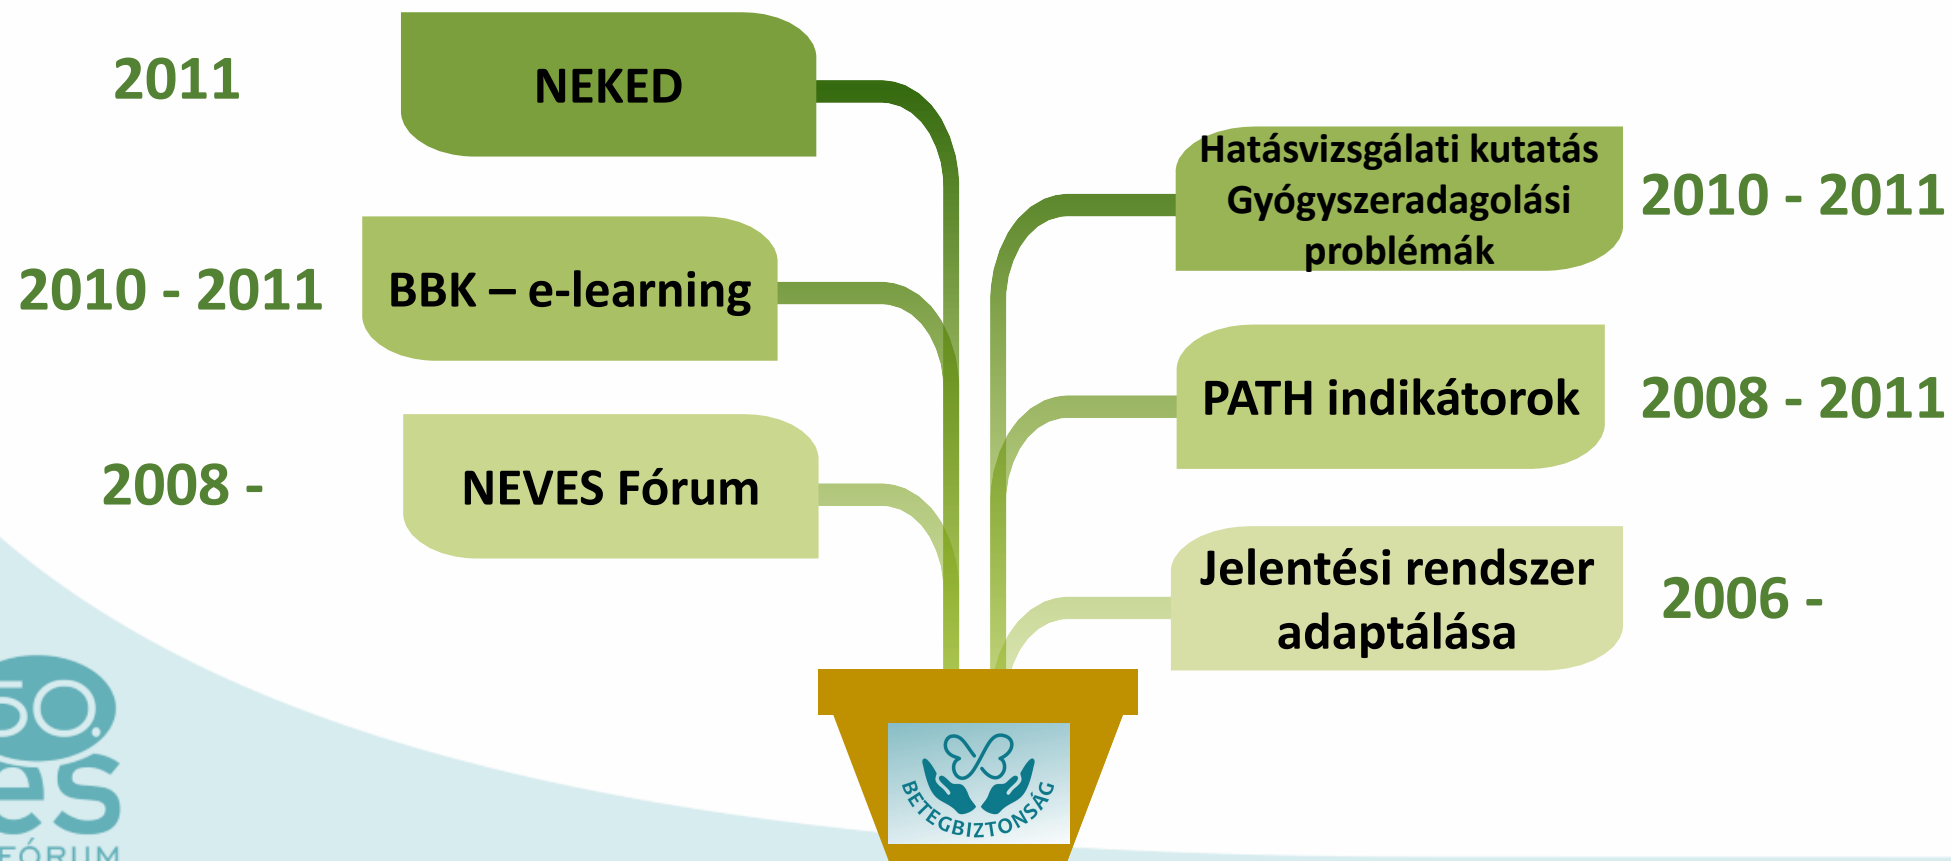 2011
NEKED
Hatásvizsgálati kutatás
Gyógyszeradagolási
problémák
2010 - 2011
2010 - 2011
BBK – e-learning
PATH indikátorok
2008 - 2011
2008 -
NEVES Fórum
Jelentési rendszer
adaptálása
2006 -
50.
es
FÓRUM
BETEGBIZTONSÁG